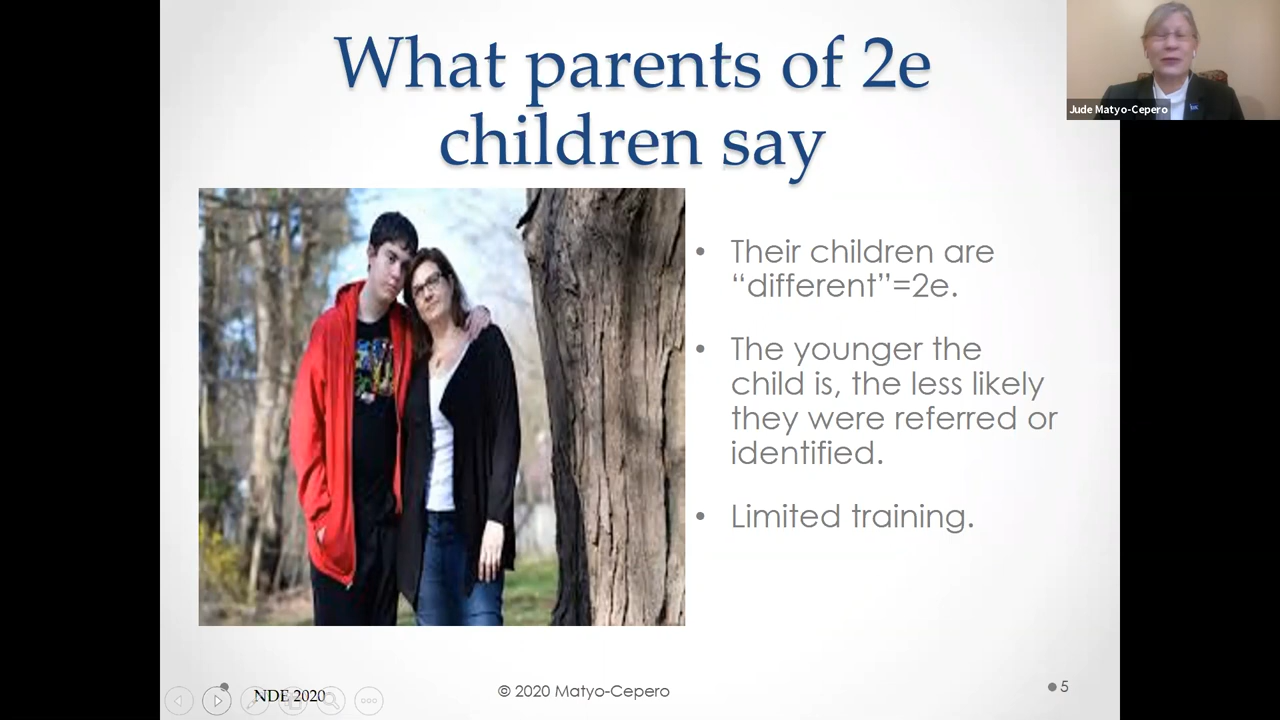 What parents of 2e
children say
Jude Matyo-Cepero
• Their children are
“different”=2e.
• The younger the
child is, the less likely
they were referred or
identified.
• Limited training.
NDE 2020
© 2020 Matyo-Cepero
5